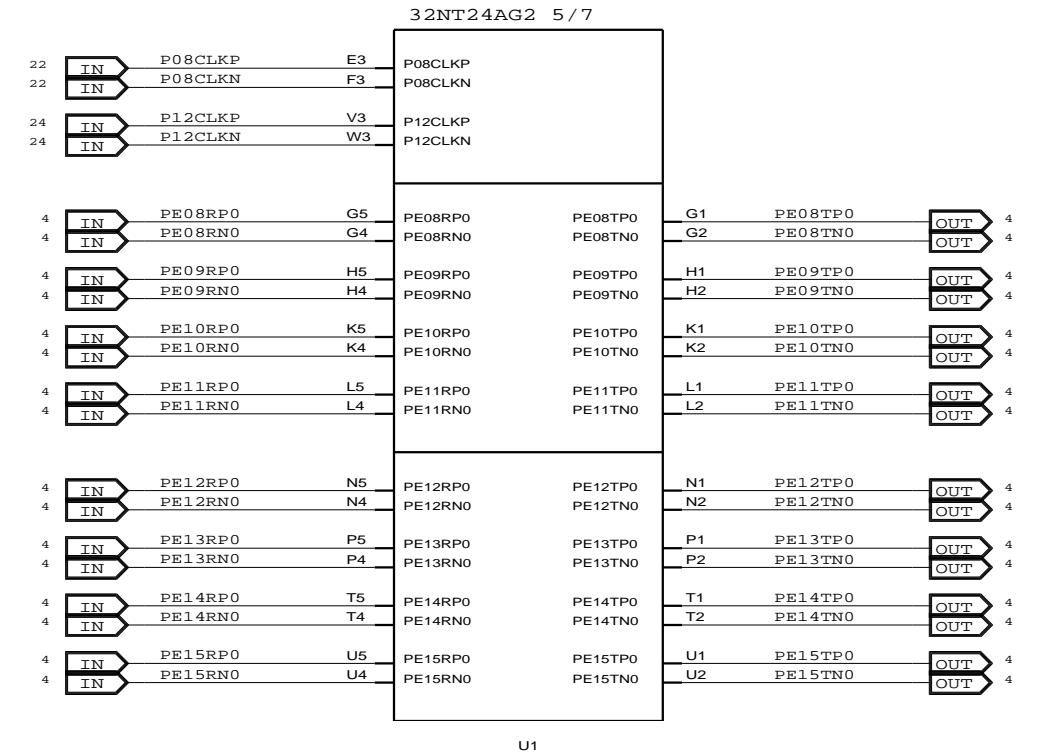 32NT24AG2 5/7
22 IN P08CLKP E3 P08CLKP
22 IN P08CLKN F3 P08CLKN
24 IN P12CLKP V3 P12CLKP
24 IN P12CLKN W3 P12CLKN
4 IN PE08RP0 G5 PE08RP0 PE08TP0 G1 PE08TP0 OUT 4
4 IN PE08RN0 G4 PE08RN0 PE08TN0 G2 PE08TN0 OUT 4
4 IN PE09RP0 H5 PE09RP0 PE09TP0 H1 PE09TP0 OUT 4
4 IN PE09RN0 H4 PE09RN0 PE09TN0 H2 PE09TN0 OUT 4
4 IN PE10RP0 K5 PE10RP0 PE10TP0 K1 PE10TP0 OUT 4
4 IN PE10RN0 K4 PE10RN0 PE10TN0 K2 PE10TN0 OUT 4
4 IN PE11RP0 L5 PE11RP0 PE11TP0 L1 PE11TP0 OUT 4
4 IN PE11RN0 L4 PE11RN0 PE11TN0 L2 PE11TN0 OUT 4
4 IN PE12RP0 N5 PE12RP0 PE12TP0 N1 PE12TP0 OUT 4
4 IN PE12RN0 N4 PE12RN0 PE12TN0 N2 PE12TN0 OUT 4
4 IN PE13RP0 P5 PE13RP0 PE13TP0 P1 PE13TP0 OUT 4
4 IN PE13RN0 P4 PE13RN0 PE13TN0 P2 PE13TN0 OUT 4
4 IN PE14RP0 T5 PE14RP0 PE14TP0 T1 PE14TP0 OUT 4
4 IN PE14RN0 T4 PE14RN0 PE14TN0 T2 PE14TN0 OUT 4
4 IN PE15RP0 U5 PE15RP0 PE15TP0 U1 PE15TP0 OUT 4
4 IN PE15RN0 U4 PE15RN0 PE15TN0 U2 PE15TN0 OUT 4
U1